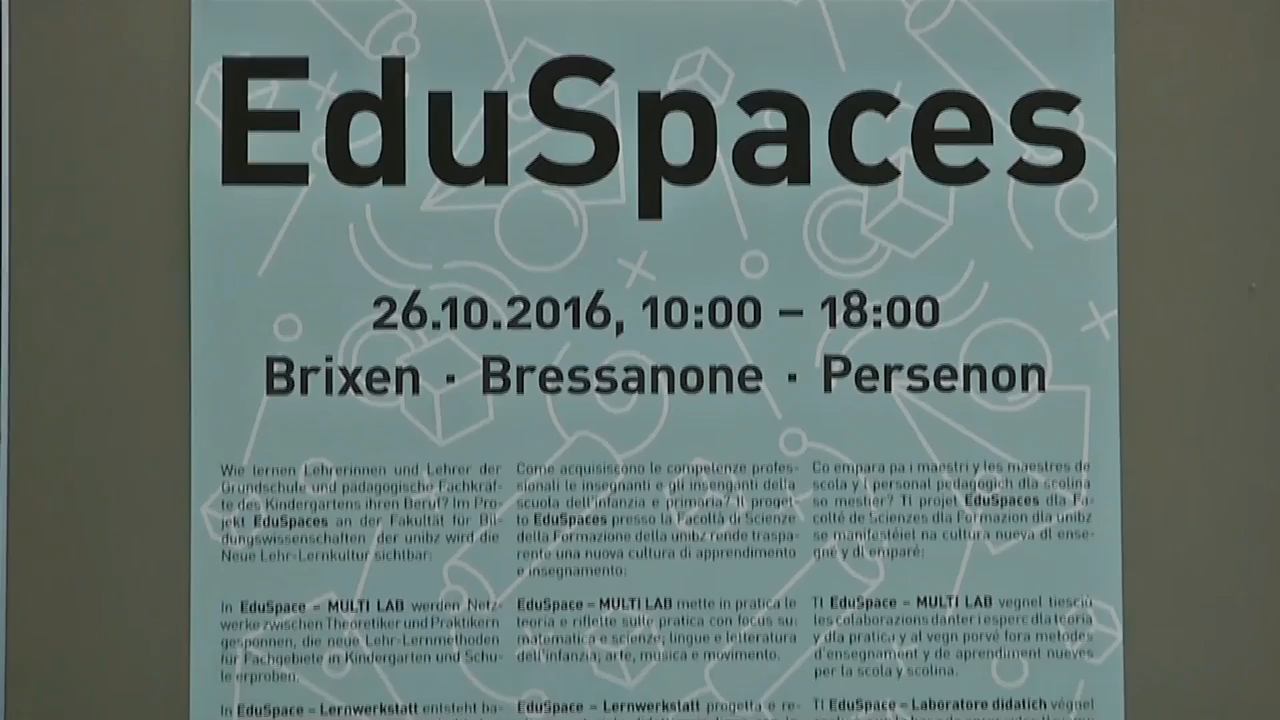 EduSpaces
26.10.2016, 10:00 – 18:00
Brixen · Bressanone · Persenon
Wie lernen Lehrerinnen und Lehrer der
Grundschule und pädagogische Fachkräf-
te des Kindergartens ihren Beruf? Im Pro-
jekt EduSpaces an der Fakultät für Bil-
dungswissenschaften der unibz wird die
Neue Lehr-Lernkultur sichtbar:
In EduSpace = MULTI LAB werden Netz-
werke zwischen Theoretiker und Praktikern
gesponnen, die neue Lehr-Lernmethoden
für Fachgebiete in Kindergarten und Schu-
le erproben.
In EduSpace = Lernwerkstatt entsteht ba-
Come acquisiscono le competenze profes-
sionali le insegnanti e gli insegnanti della
scuola dell'infanzia e primaria? Il proget-
to EduSpaces presso la Facoltà di Scienze
della Formazione della unibz rende traspa-
rente una nuova cultura di apprendimento
e insegnamento:
EduSpace = MULTI LAB mette in pratica le
teoria e riflette sulle pratica con focus su:
matematica e scienze; lingue e letteratura
dell'infanzia; arte, musica e movimento.
EduSpace = Lernwerkstatt progetta e re-
Co empara pa i maestri y les maestres de
scola y l personal pedagogich dla scolina
so mestier? Tl projet EduSpaces dla Fa-
colté de Scienzes dla Formazion dla unibz
se manifestëiel na cultura nueva dl ense-
gné y dl emparé:
Tl EduSpace = MULTI LAB vegnel tiesciü
les colaborazions danter l'esperc dla teoria
y dla pratica y al vegn porvé fora metodes
d'ensegnament y de aprendiment nueves
per la scola y scolina.
Tl EduSpace = Laboratore didatich végnel